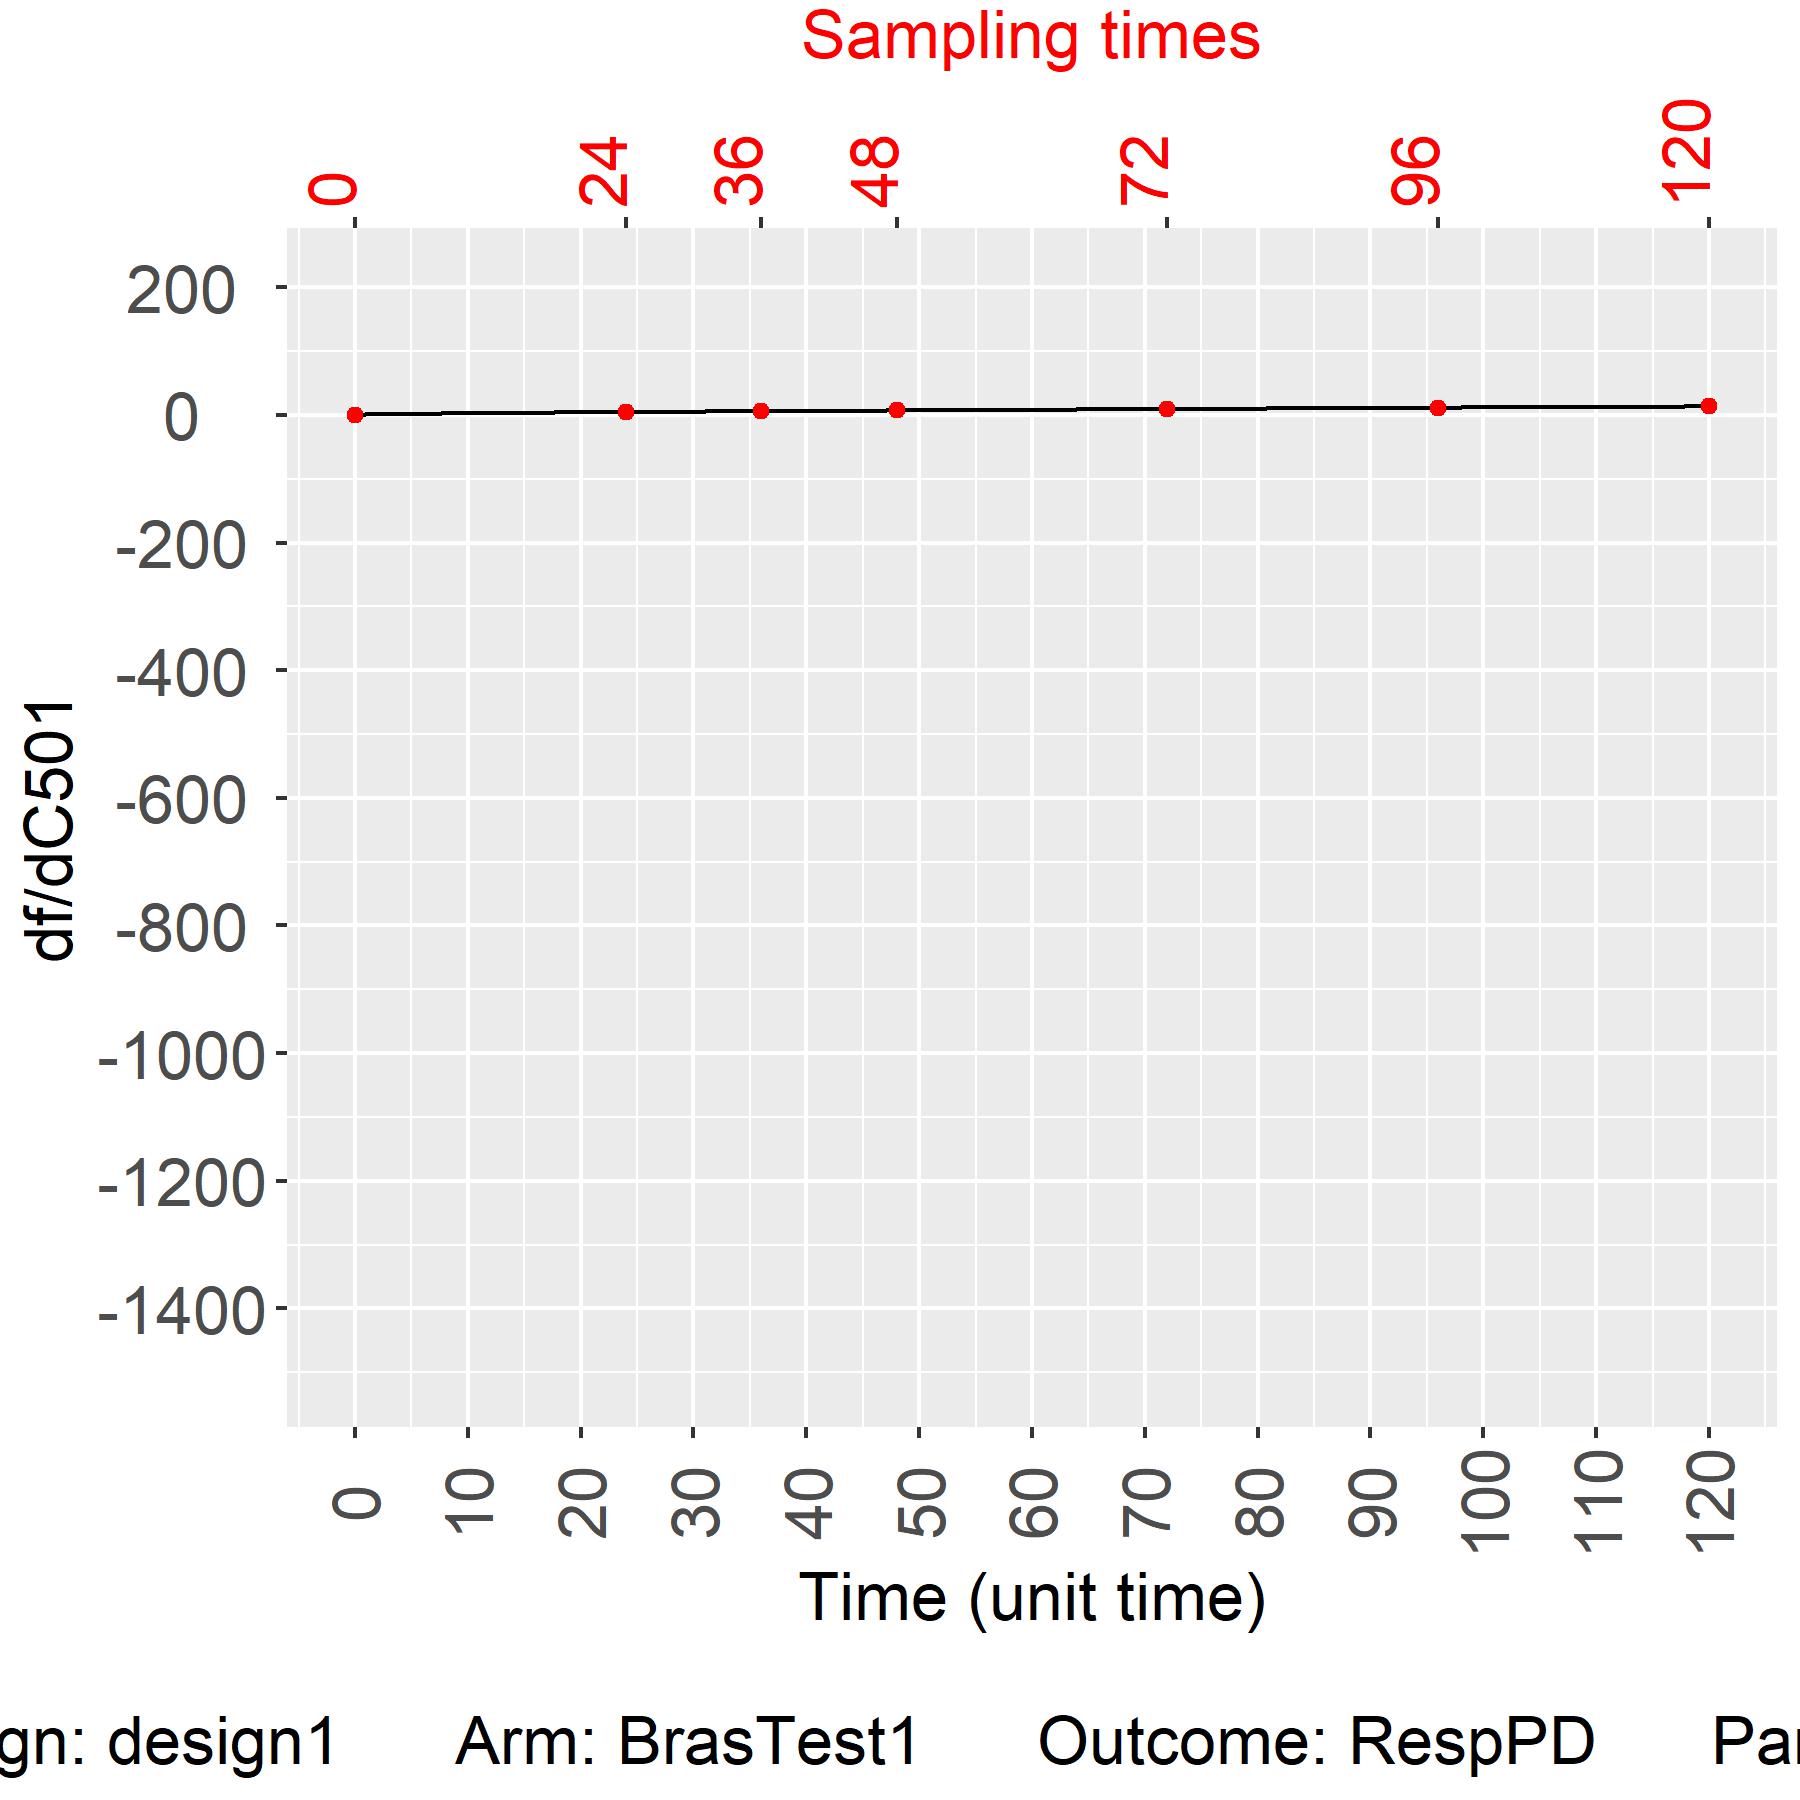 Sampling times
0 24 36 48 72 96 120
200
0
-200
-400
-600
-800
-1000
-1200
-1400
df/dC501
0 10 20 30 40 50 60 70 80 90 100 110 120
Time (unit time)
gn: design1 Arm: BrasTest1 Outcome: RespPD